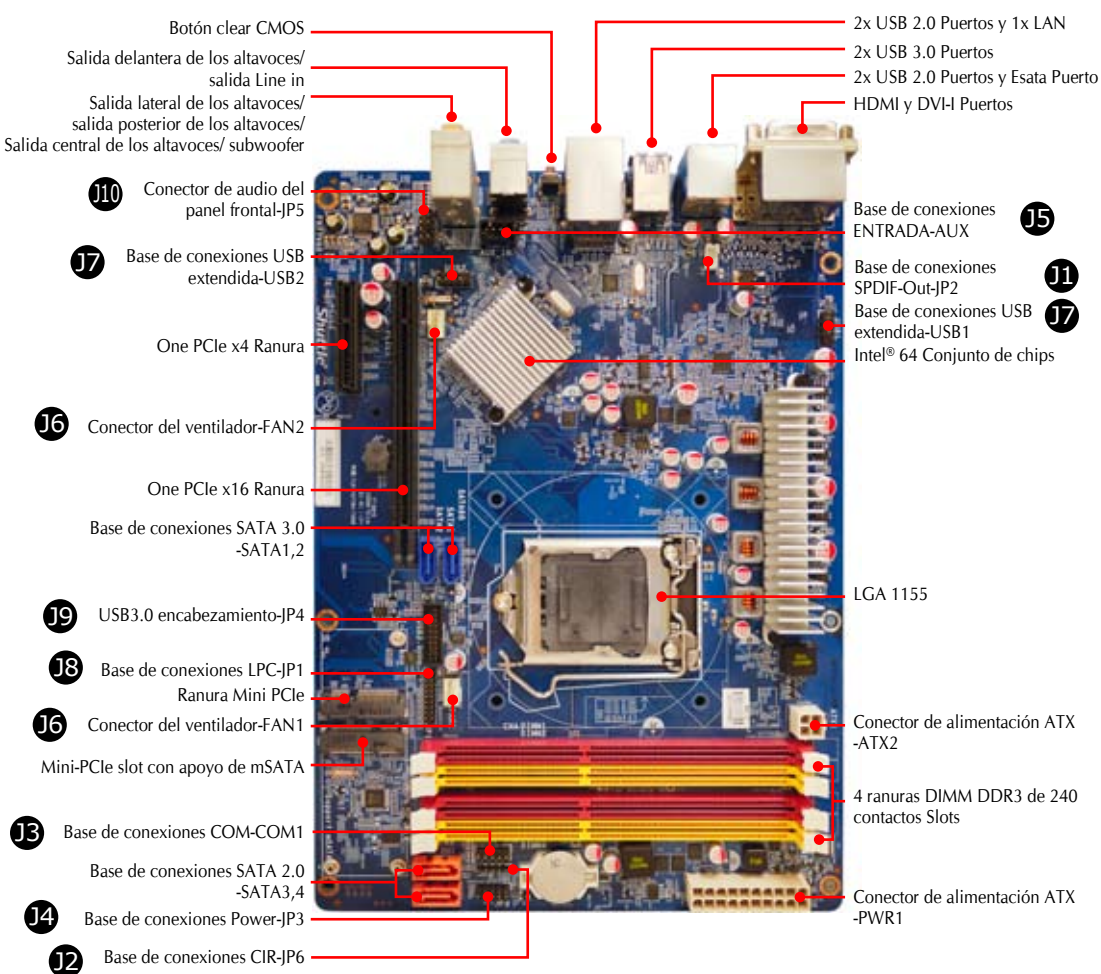 Botón clear CMOS
Salida delantera de los altavoces/
salida Line in
Salida lateral de los altavoces/
salida posterior de los altavoces/
Salida central de los altavoces/ subwoofer
J10
Conector de audio del
panel frontal-JP5
J7
Base de conexiones USB
extendida-USB2
One PCIe x4 Ranura
J6
Conector del ventilador-FAN2
One PCIe x16 Ranura
Base de conexiones SATA 3.0
-SATA1,2
J9
USB3.0 encabezamiento-JP4
J8
Base de conexiones LPC-JP1
Ranura Mini PCIe
J6
Conector del ventilador-FAN1
Mini-PCIe slot con apoyo de mSATA
J3
Base de conexiones COM-COM1
Base de conexiones SATA 2.0
-SATA3,4
J4
Base de conexiones Power-JP3
J2
Base de conexiones CIR-JP6
2x USB 2.0 Puertos y 1x LAN
2x USB 3.0 Puertos
2x USB 2.0 Puertos y Esata Puerto
HDMI y DVI-I Puertos
Base de conexiones
ENTRADA-AUX
J5
Base de conexiones
SPDIF-Out-JP2
J1
Base de conexiones USB
extendida-USB1
J7
Intel® 64 Conjunto de chips
LGA 1155
Conector de alimentación ATX
-ATX2
4 ranuras DIMM DDR3 de 240
contactos Slots
Conector de alimentación ATX
-PWR1
Shuttle